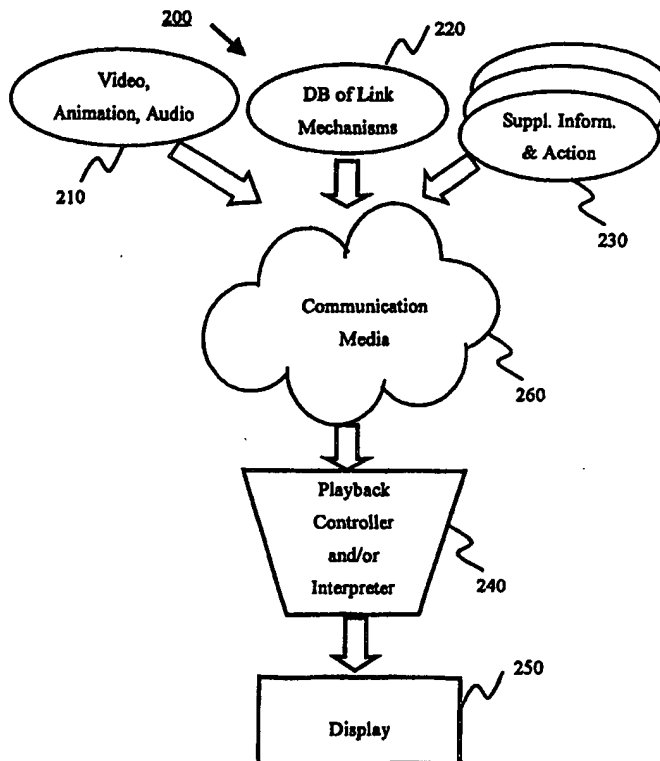 200
220
Video,
Animation, Audio
DB of Link
Mechanisms
Suppl. Inform.
& Action
210
230
Communication
Media
260
Playback
Controller
and/or
Interpreter
240
250
Display